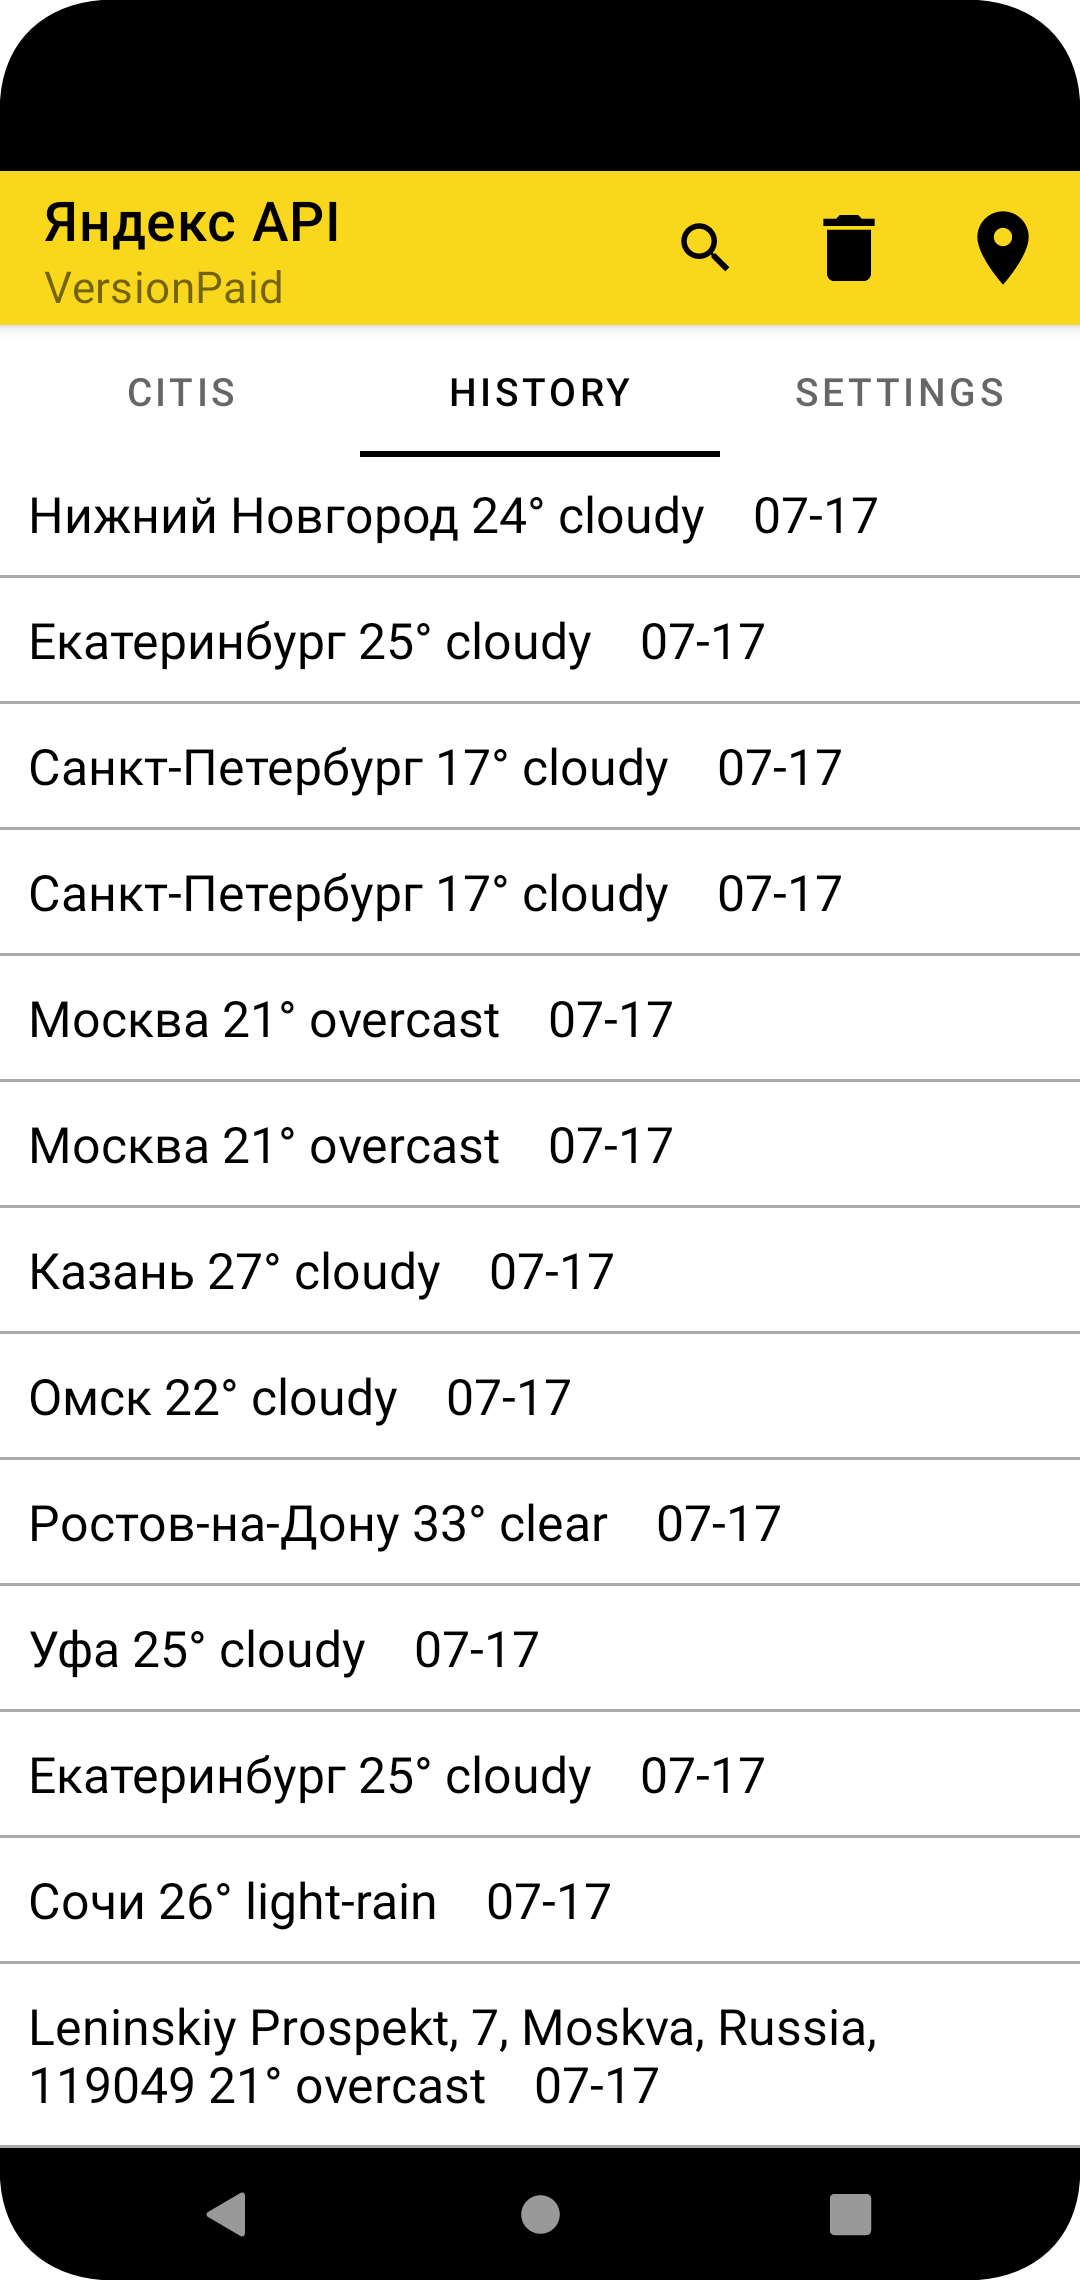 Яндекс API
VersionPaid
CITIS
HISTORY
SETTINGS
Нижний Новгород 24° cloudy 07-17
Екатеринбург 25° cloudy 07-17
Санкт-Петербург 17° cloudy 07-17
Санкт-Петербург 17° cloudy 07-17
Москва 21° overcast 07-17
Москва 21° overcast 07-17
Казань 27° cloudy 07-17
Омск 22° cloudy 07-17
Ростов-на-Дону 33° clear 07-17
Уфа 25° cloudy 07-17
Екатеринбург 25° cloudy 07-17
Сочи 26° light-rain 07-17
Leninskiy Prospekt, 7, Moskva, Russia,
119049 21° overcast 07-17